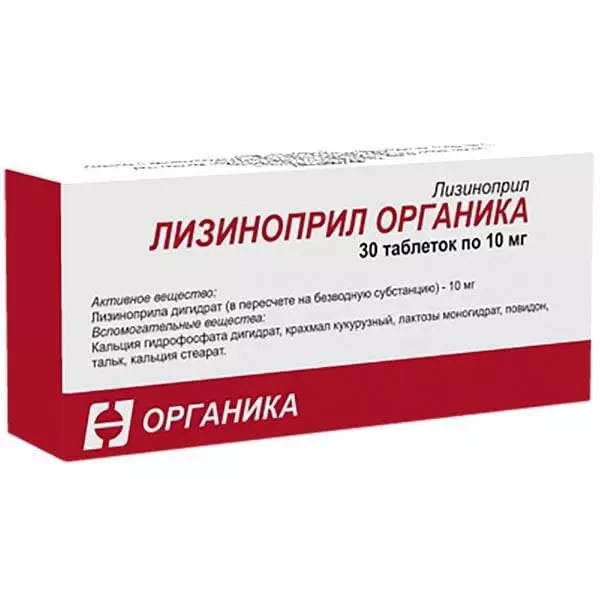 Лизиноприл
ЛИЗИНОПРИЛ ОРГАНИКА
30 таблеток по 10 мг
Активное вещество:
Лизиноприла дигидрат (в пересчете на безводную субстанцию) - 10 мг
Вспомогательные вещества:
Кальция гидрофосфата дигидрат, крахмал кукурузный, лактозы моногидрат, повидон,
тальк, кальция стеарат.
ОРГАНИКА